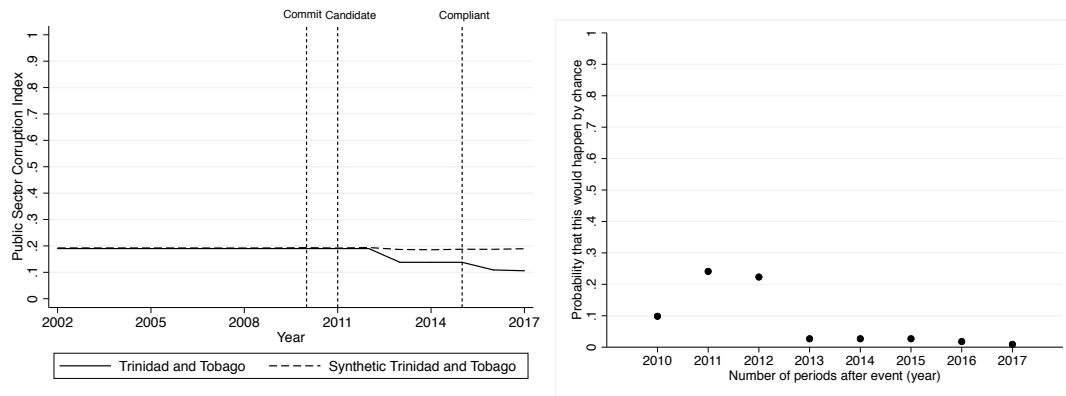 Commit Candidate Compliant
Public Sector Corruption Index
1
.9
.8
.7
.6
.5
.4
.3
.2
.1
0
2002 2005 2008 2011 2014 2017
Year
Trinidad and Tobago Synthetic Trinidad and Tobago
Probability that this would happen by chance
1
.9
.8
.7
.6
.5
.4
.3
.2
.1
0
2010 2011 2012 2013 2014 2015 2016 2017
Number of periods after event (year)